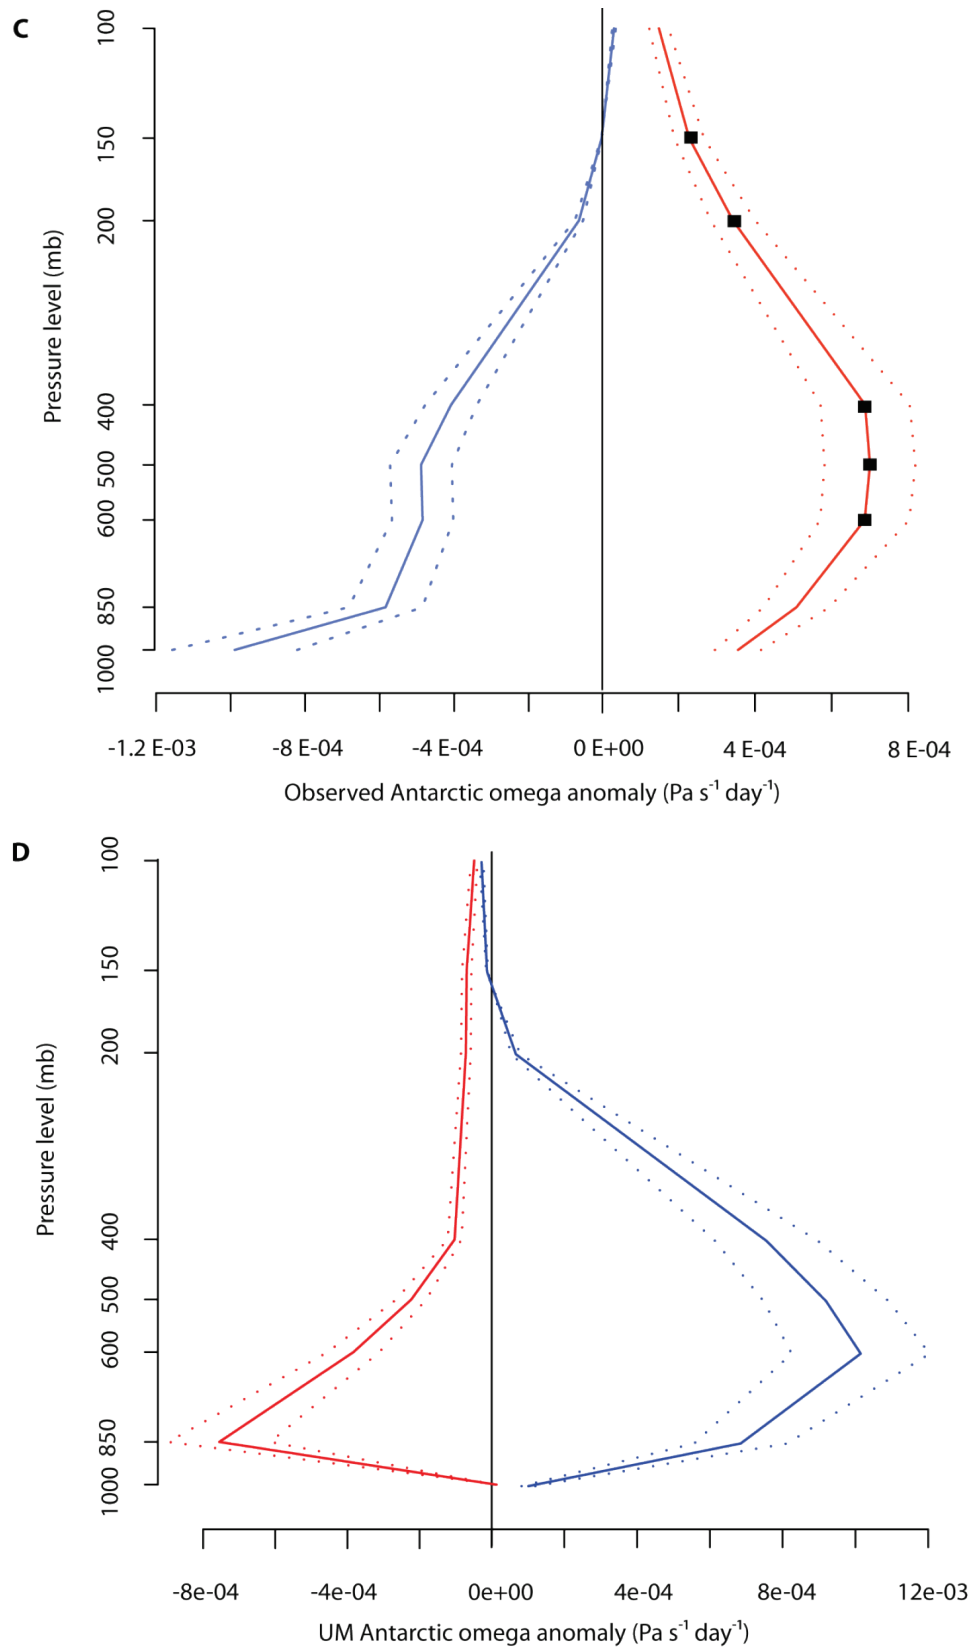 C
100
150
200
400
500
600
850
1000
Pressure level (mb)
-1.2 E-03 -8 E-04 -4 E-04 0 E+00 4 E-04 8 E-04
Observed Antarctic omega anomaly (Pa s⁻¹ day⁻¹)
D
100
150
200
400
500
600
850
1000
Pressure level (mb)
-8e-04 -4e-04 0e+00 4e-04 8e-04 12e-03
UM Antarctic omega anomaly (Pa s⁻¹ day⁻¹)